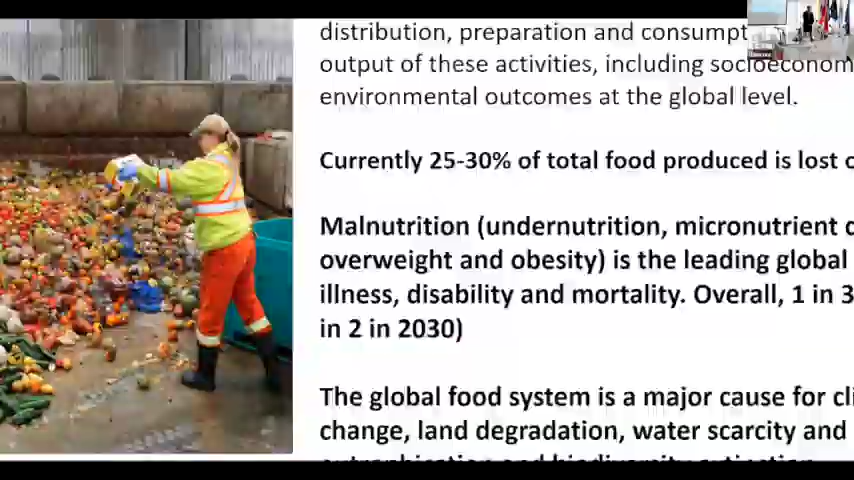 distribution, preparation and
output of these activities, including
environmental outcomes at the global level.
Currently 25-30% of total food produced is lost
Malnutrition (undernutrition, micronutrient
overweight and obesity) is the leading global
illness, disability and mortality. Overall, 1 in 3
in 2 in 2030)
The global food system is a major cause for
change, land degradation, water scarcity and